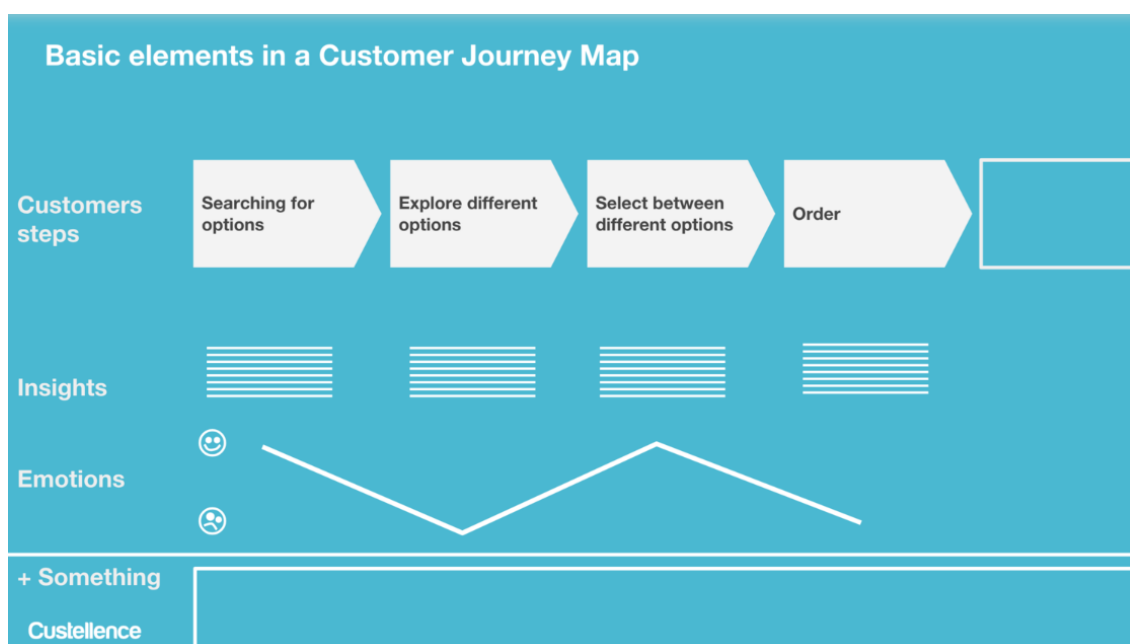 Basic elements in a Customer Journey Map
Customers
steps
Searching for
options
Explore different
options
Select between
different options
Order
Insights
Emotions
+ Something
Custellence